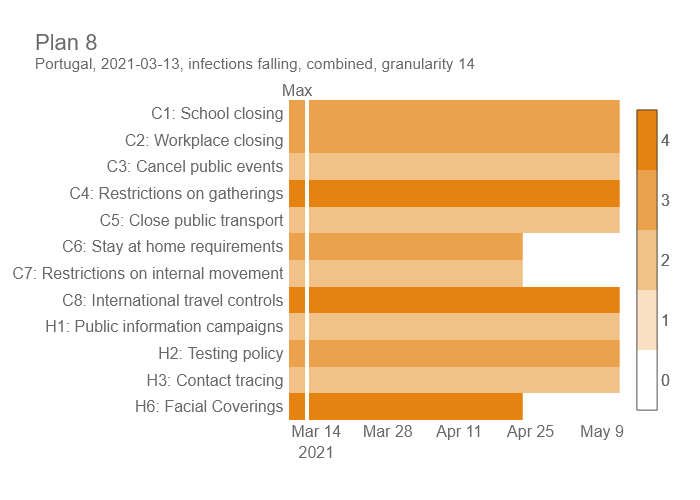 Plan 8
Portugal, 2021-03-13, infections falling, combined, granularity 14
Max
C1: School closing
C2: Workplace closing
C3: Cancel public events
C4: Restrictions on gatherings
C5: Close public transport
C6: Stay at home requirements
C7: Restrictions on internal movement
C8: International travel controls
H1: Public information campaigns
H2: Testing policy
H3: Contact tracing
H6: Facial Coverings
Mar 14 Mar 28 Apr 11 Apr 25 May 9
2021
4
3
2
1
0